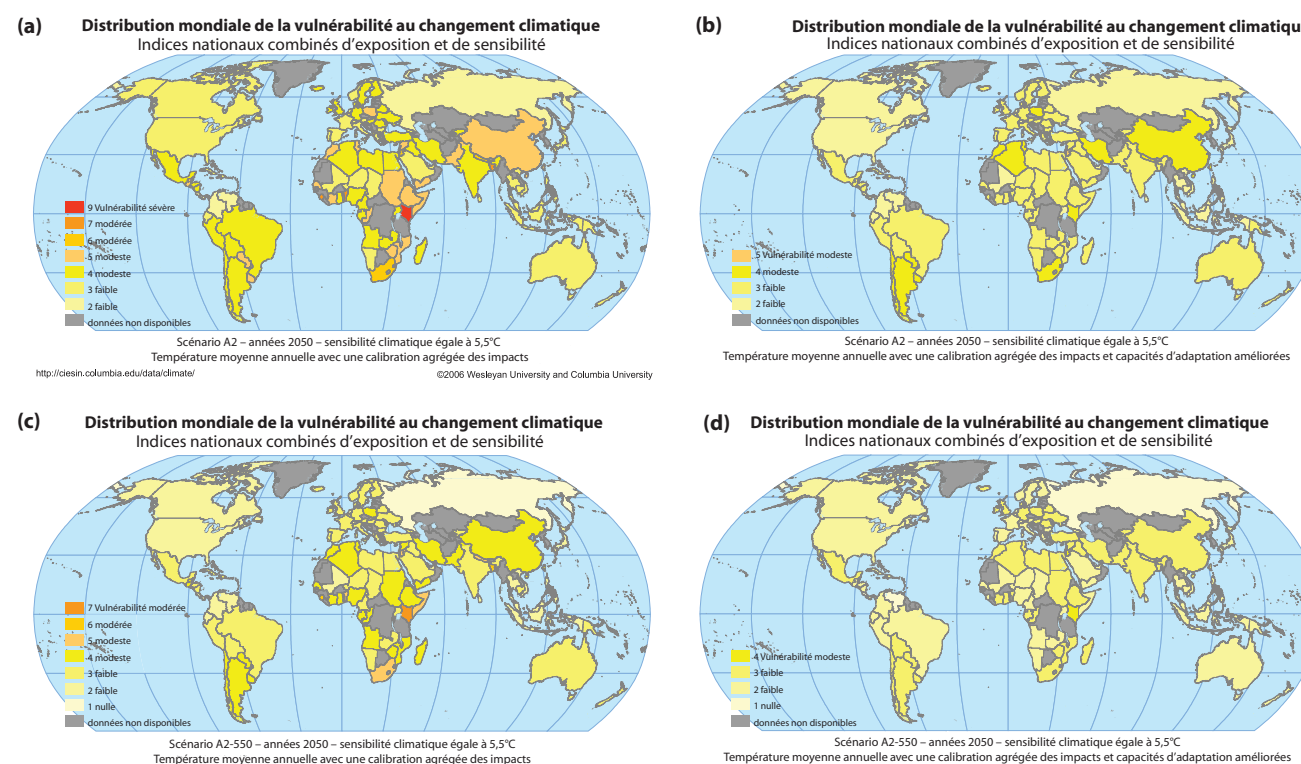 (a)
Distribution mondiale de la vulnérabilité au changement climatique
Indices nationaux combinés d’exposition et de sensibilité
9 Vulnérabilité sévère
7 modérée
6 modérée
5 modeste
4 modeste
3 faible
2 faible
données non disponibles
Scénario A2 – années 2050 – sensibilité climatique égale à 5,5°C
Température moyenne annuelle avec une calibration agrégée des impacts
http://ciesin.columbia.edu/data/climate/
©2006 Wesleyan University and Columbia University
(b)
Distribution mondiale de la vulnérabilité au changement climatiqu
Indices nationaux combinés d’exposition et de sensibilité
5 Vulnérabilité modeste
4 modeste
3 faible
2 faible
données non disponibles
Scénario A2 – années 2050 – sensibilité climatique égale à 5,5°C
Température moyenne annuelle avec une calibration agrégée des impacts et capacités d’adaptation améliorées
(c)
Distribution mondiale de la vulnérabilité au changement climatique
Indices nationaux combinés d’exposition et de sensibilité
7 Vulnérabilité modérée
6 modérée
5 modeste
4 modeste
3 faible
2 faible
1 nulle
données non disponibles
Scénario A2-550 – années 2050 – sensibilité climatique égale à 5,5°C
Température moyenne annuelle avec une calibration agrégée des impacts
(d)
Distribution mondiale de la vulnérabilité au changement climatique
Indices nationaux combinés d’exposition et de sensibilité
4 Vulnérabilité modeste
3 faible
2 faible
1 nulle
données non disponibles
Scénario A2-550 – années 2050 – sensibilité climatique égale à 5,5°C
Température moyenne annuelle avec une calibration agrégée des impacts et capacités d’adaptation améliorées